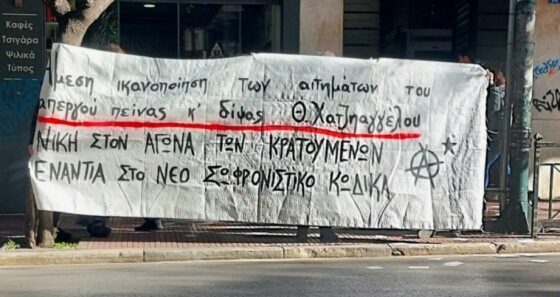 Καφές
Τσιγάρα
Ψιλικά
Τύπος
Άμεση ικανοποίηση των αιτημάτων του
απεργού πείνας κ' δίψας Θ. Χατζηαγγέλου
ΝΙΚΗ ΣΤΟΝ ΑΓΩΝΑ ΤΩΝ ΚΡΑΤΟΥΜΕΝΩΝ
ΕΝΑΝΤΙΑ ΣΤΟ ΝΕΟ ΣΩΦΡΟΝΙΣΤΙΚΟ ΚΩΔΙΚΑ